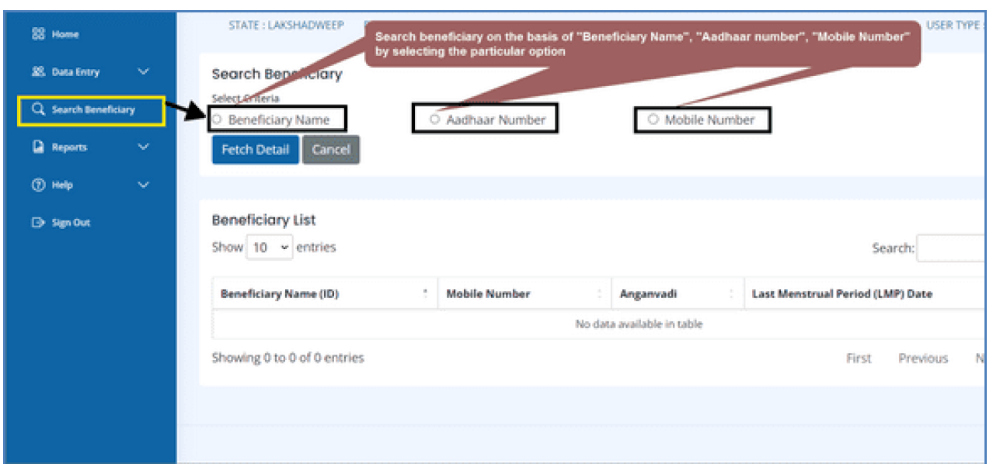 Home
Data Entry
Search Beneficiary
Reports
Help
Sign Out
STATE : LAKSHADWEEP
USER TYPE :
Search beneficiary on the basis of "Beneficiary Name", "Aadhaar number", "Mobile Number"
by selecting the particular option
Search Beneficiary
Select Criteria
Beneficiary Name Aadhaar Number Mobile Number
Fetch Detail Cancel
Beneficiary List
Show 10 entries Search:
Beneficiary Name (ID) Mobile Number Anganvadi Last Menstrual Period (LMP) Date
No data available in table
Showing 0 to 0 of 0 entries First Previous